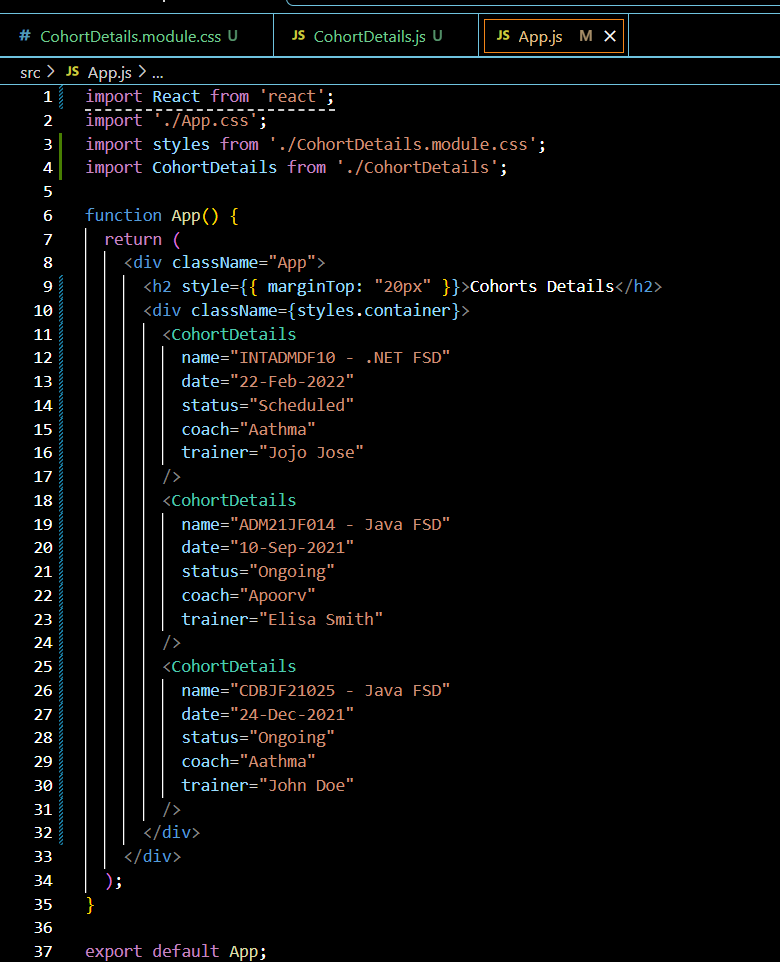 # CohortDetails.module.css U JS CohortDetails.js U JS App.js M ×
src > JS App.js > ...
1 import React from 'react';
2 import './App.css';
3 import styles from './CohortDetails.module.css';
4 import CohortDetails from './CohortDetails';
5
6 function App() {
7   return (
8     <div className="App">
9       <h2 style={{ marginTop: "20px" }}>Cohorts Details</h2>
10       <div className={styles.container}>
11         <CohortDetails
12           name="INTADMDF10 - .NET FSD"
13           date="22-Feb-2022"
14           status="Scheduled"
15           coach="Aathma"
16           trainer="Jojo Jose"
17         />
18         <CohortDetails
19           name="ADM21JF014 - Java FSD"
20           date="10-Sep-2021"
21           status="Ongoing"
22           coach="Apoorv"
23           trainer="Elisa Smith"
24         />
25         <CohortDetails
26           name="CDBJF21025 - Java FSD"
27           date="24-Dec-2021"
28           status="Ongoing"
29           coach="Aathma"
30           trainer="John Doe"
31         />
32       </div>
33     </div>
34   );
35 }
36
37 export default App;